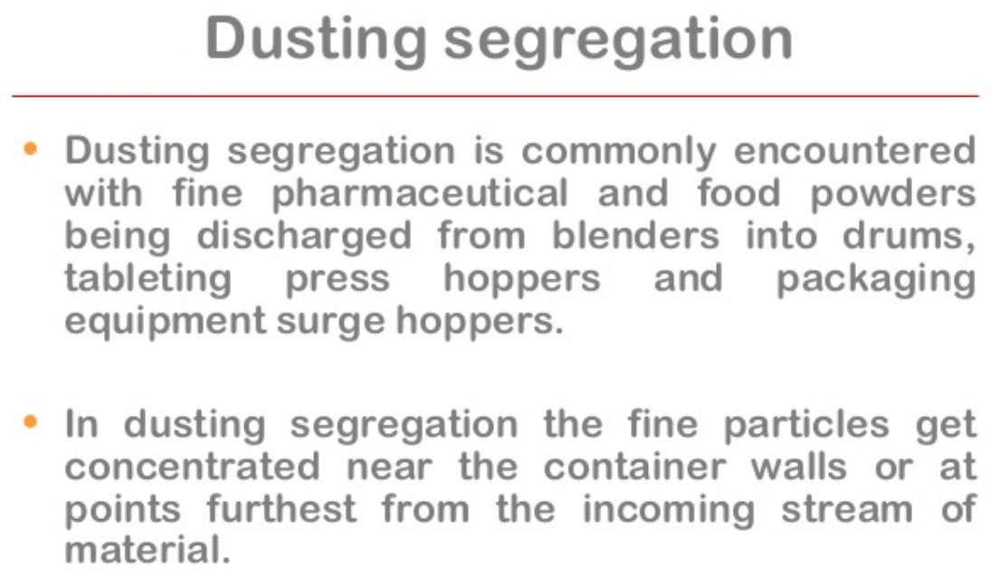 Dusting segregation
• Dusting segregation is commonly encountered
with fine pharmaceutical and food powders
being discharged from blenders into drums,
tableting press hoppers and packaging
equipment surge hoppers.
• In dusting segregation the fine particles get
concentrated near the container walls or at
points furthest from the incoming stream of
material.